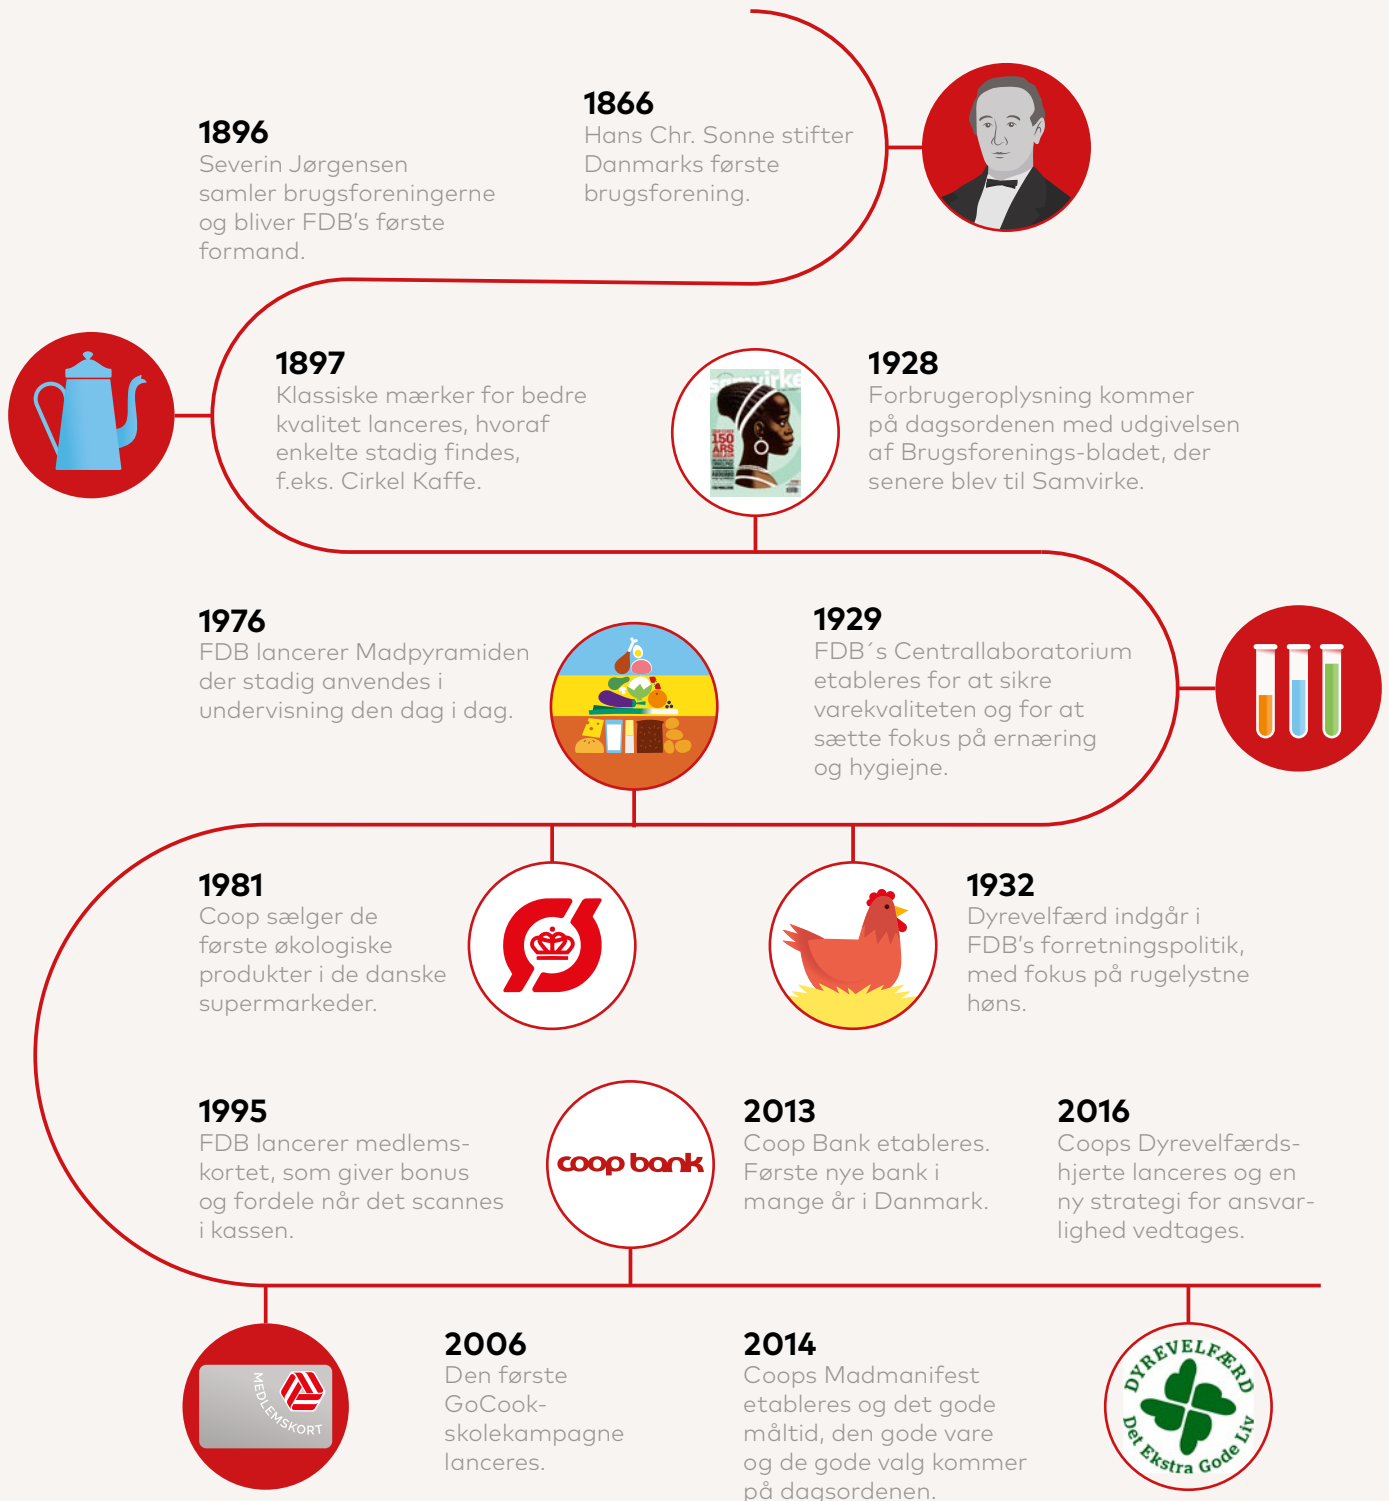 1866
Hans Chr. Sonne stifter
Danmarks første
brugsforening.
1896
Severin Jørgensen
samler brugsforeningerne
og bliver FDB's første
formand.
1897
Klassiske mærker for bedre
kvalitet lanceres, hvoraf
enkelte stadig findes,
f.eks. Cirkel Kaffe.
samvirke
150
ÅRS
1928
Forbrugeroplysning kommer
på dagsordenen med udgivelsen
af Brugsforenings-bladet, der
senere blev til Samvirke.
1929
FDB´s Centrallaboratorium
etableres for at sikre
varekvaliteten og for at
sætte fokus på ernæring
og hygiejne.
1932
Dyrevelfærd indgår i
FDB's forretningspolitik,
med fokus på rugelystne
høns.
1976
FDB lancerer Madpyramiden
der stadig anvendes i
undervisning den dag i dag.
1981
Coop sælger de
første økologiske
produkter i de danske
supermarkeder.
1995
FDB lancerer medlems-
kortet, som giver bonus
og fordele når det scannes
i kassen.
MEDLEMSKORT
2006
Den første
GoCook-
skolekampagne
lanceres.
coop bank
2013
Coop Bank etableres.
Første nye bank i
mange år i Danmark.
2014
Coops Madmanifest
etableres og det gode
måltid, den gode vare
og de gode valg kommer
på dagsordenen.
2016
Coops Dyrevelfærds-
hjerte lanceres og en
ny strategi for ansvar-
lighed vedtages.
DYREVELFÆRD
Det Ekstra Gode Liv